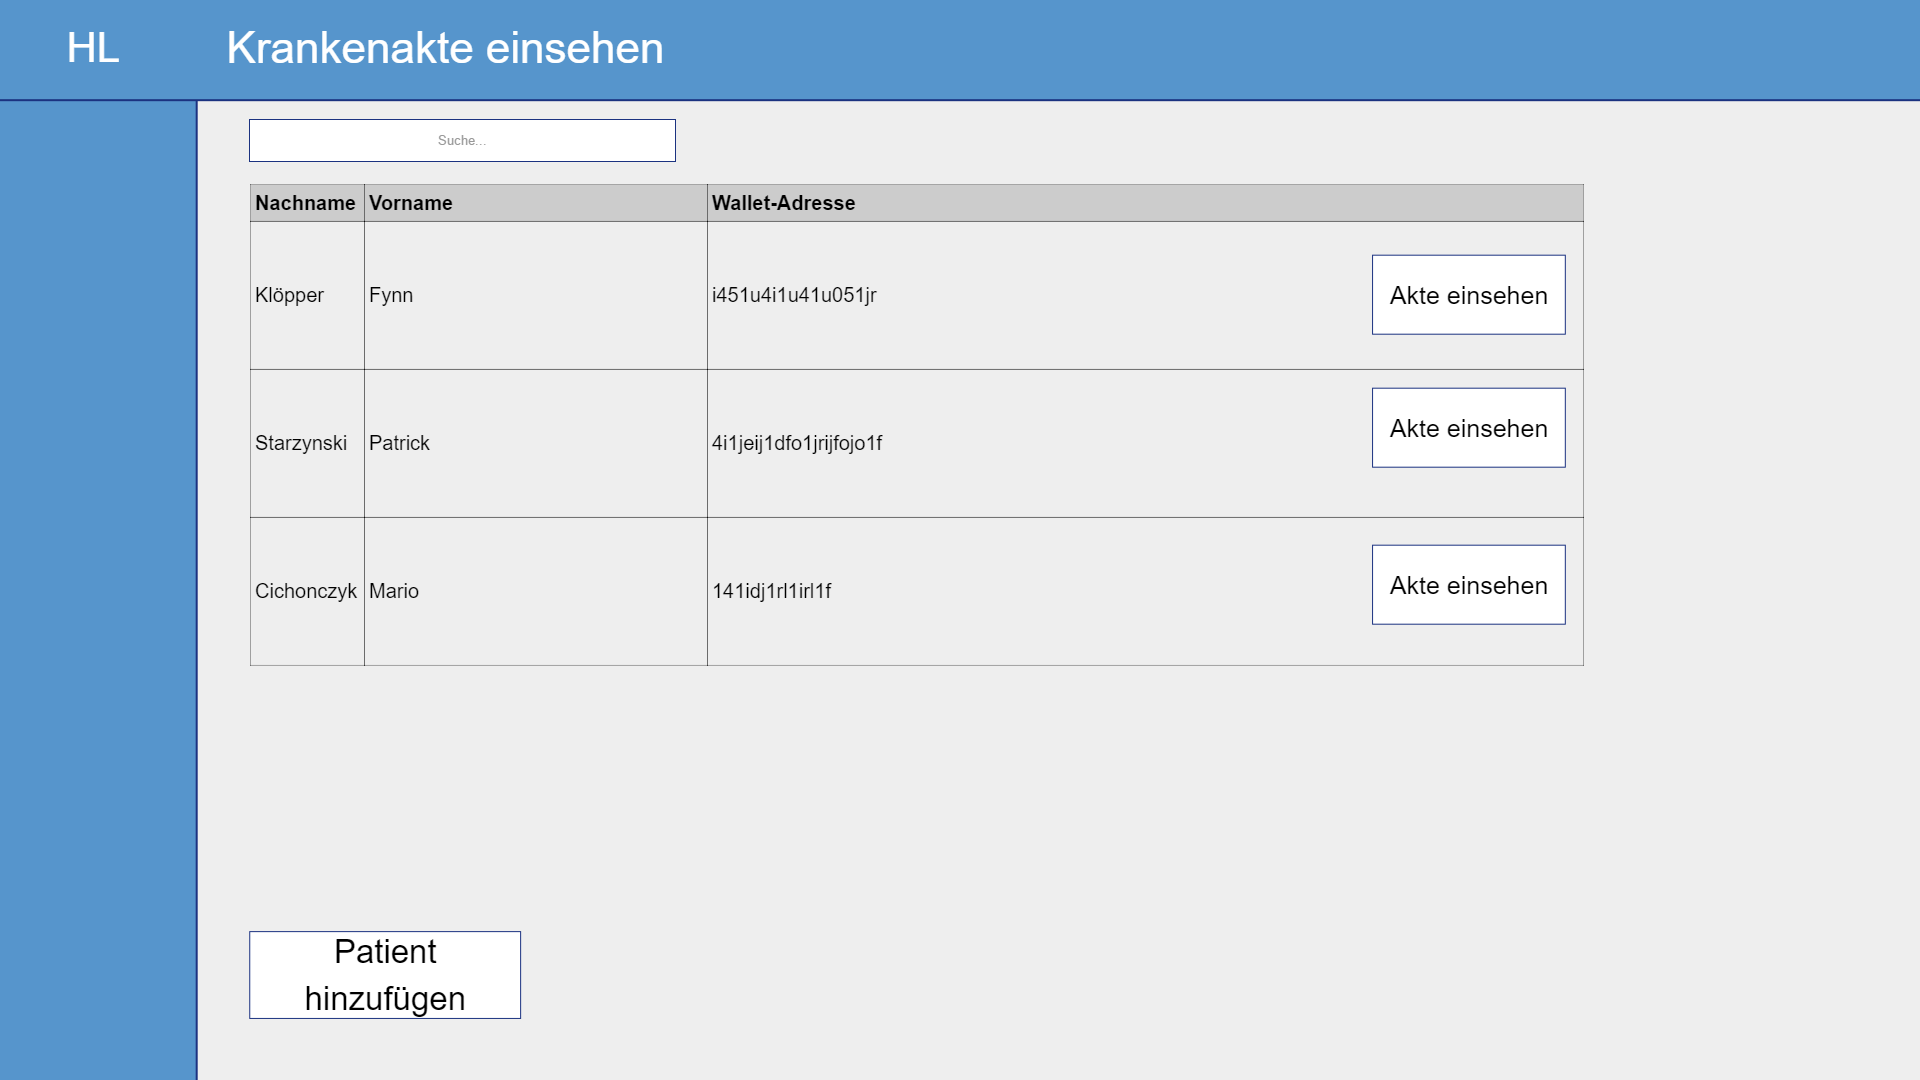 HL
Krankenakte einsehen
Suche...
Nachname Vorname Wallet-Adresse
Klöpper Fynn i451u4i1u41u051jr Akte einsehen
Starzynski Patrick 4i1jeij1dfo1jrijfojo1f Akte einsehen
Cichonczyk Mario 141idj1rl1irl1f Akte einsehen
Patient
hinzufügen